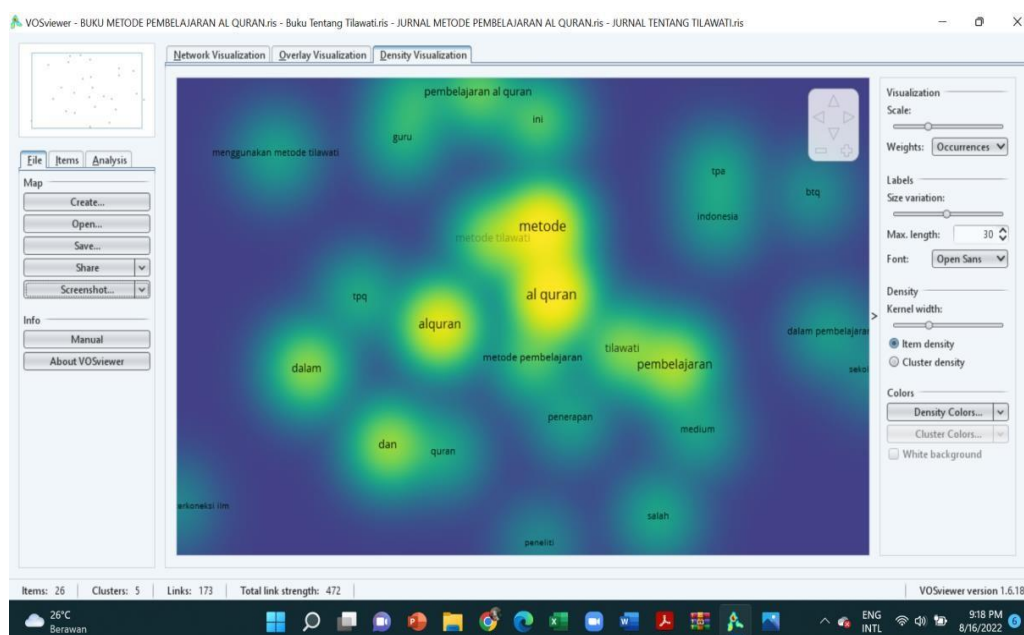 VOSviewer - BUKU METODE PEMBELAJARAN AL QURAN.ris - Buku Tentang Tilawati.ris - JURNAL METODE PEMBELAJARAN AL QURAN.ris - JURNAL TENTANG TILAWATI.ris
Network Visualization
Overlay Visualization
Density Visualization
File
Items
Analysis
Map
Create...
Open...
Save...
Share
Screenshot...
Info
Manual
About VOSviewer
pembelajaran al quran
ini
guru
menggunakan metode tilawati
tpa
btq
indonesia
metode
metode tilawati
al quran
tpq
alquran
dalam pembelajaran
metode pembelajaran
tilawati
pembelajaran
dalam
penerapan
medium
dan
quran
salah
peneliti
Visualization
Scale:
Weights: Occurrences
Labels
Size variation:
Max. length: 30
Font: Open Sans
Density
Kernel width:
Item density
Cluster density
Colors
Density Colors...
Cluster Colors...
White background
Items: 26
Clusters: 5
Links: 173
Total link strength: 472
VOSviewer version 1.6.18
26°C
Berawan
ENG
INTL
9:18 PM
8/16/2022
6